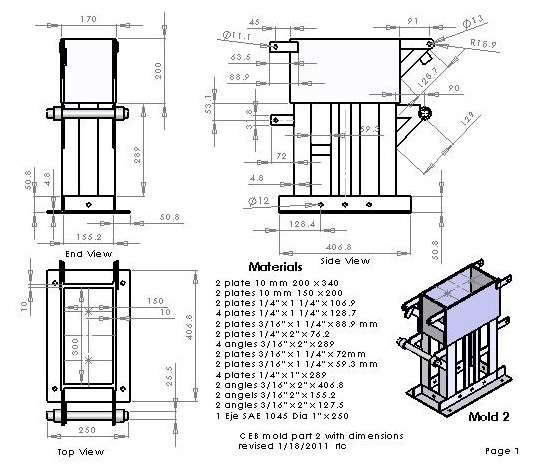 170
200
289
50.8
4.8
50.8
155.2
End View
45
Ø11.1
63.5
88.9
53.1
3.8
72
4.8
Ø12
128.4
406.8
Side View
59.3
91
Ø13
R15.9
128.7
90
129
50.8
10
150
10
300
406.8
25.5
250
Top View
Materials
2 plate 10 mm 200 x 340
2 plates 10 mm 150 x 200
2 plates 1/4"x 1 1/4"x 106.9
4 plates 1/4"x 1 1/4"x 128.7
2 plates 3/16"x 1 1/4"x 88.9 mm
2 plates 1/4"x 2"x 76.2
4 angles 3/16"x 2"x 289
2 plates 3/16"x 1 1/4"x 72mm
2 plates 3/16"x 1 1/4"x 59.3 mm
4 plates 1/4"x 1"x 289
2 angles 3/16"x 2"x 406.8
2 angels 3/16"x 2"x 155.2
2 angles 3/16"x 2"x 127.5
1 Eje SAE 1045 Dia 1"x 250
Mold 2
CEB mold part 2 with dimensions
revised 1/18/2011 rlc
Page 1